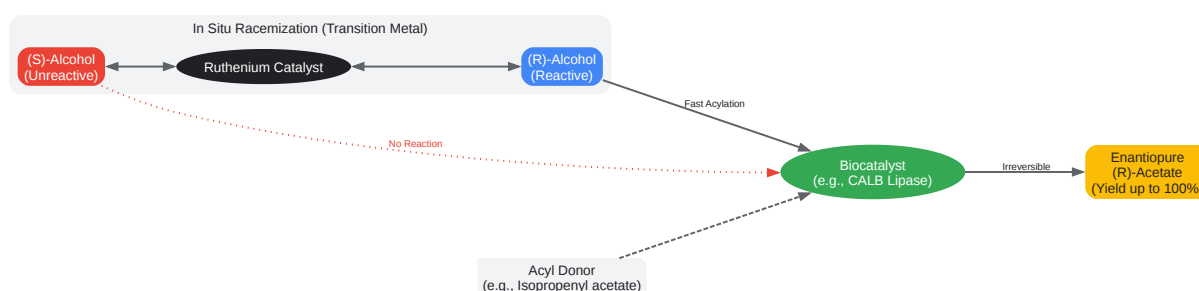 In Situ Racemization (Transition Metal)
(S)-Alcohol
(Unreactive)
Ruthenium Catalyst
(R)-Alcohol
(Reactive)
Fast Acylation
No Reaction
Biocatalyst
(e.g., CALB Lipase)
Irreversible
Enantiopure
(R)-Acetate
(Yield up to 100%
Acyl Donor
(e.g., Isopropenyl acetate)